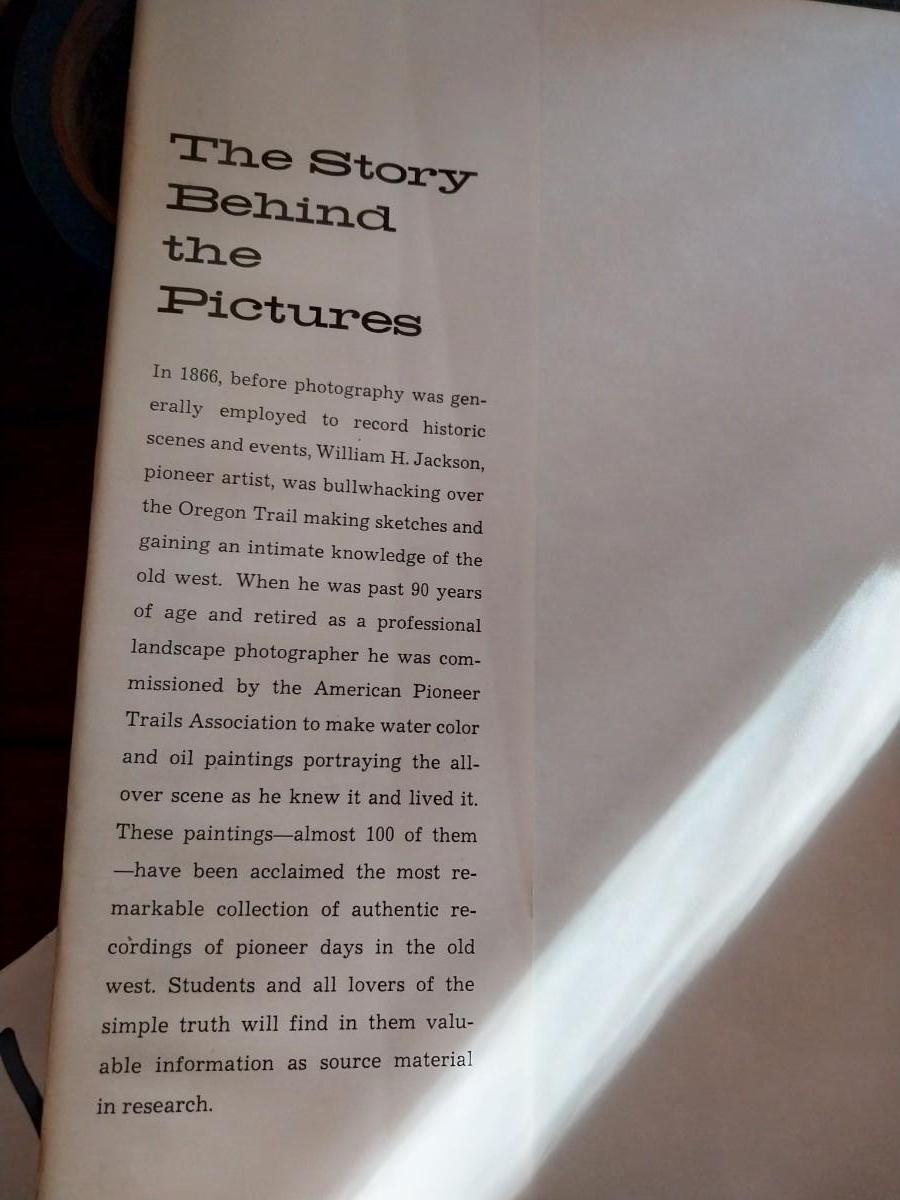 The Story
Behind
the
Pictures
In 1866, before photography was gen-
erally employed to record historic
scenes and events, William H. Jackson,
pioneer artist, was bullwhacking over
the Oregon Trail making sketches and
gaining an intimate knowledge of the
old west. When he was past 90 years
of age and retired as a professional
landscape photographer he was com-
missioned by the American Pioneer
Trails Association to make water color
and oil paintings portraying the all-
over scene as he knew it and lived it.
These paintings—almost 100 of them
—have been acclaimed the most re-
markable collection of authentic re-
cordings of pioneer days in the old
west. Students and all lovers of the
simple truth will find in them valu-
able information as source material
in research.